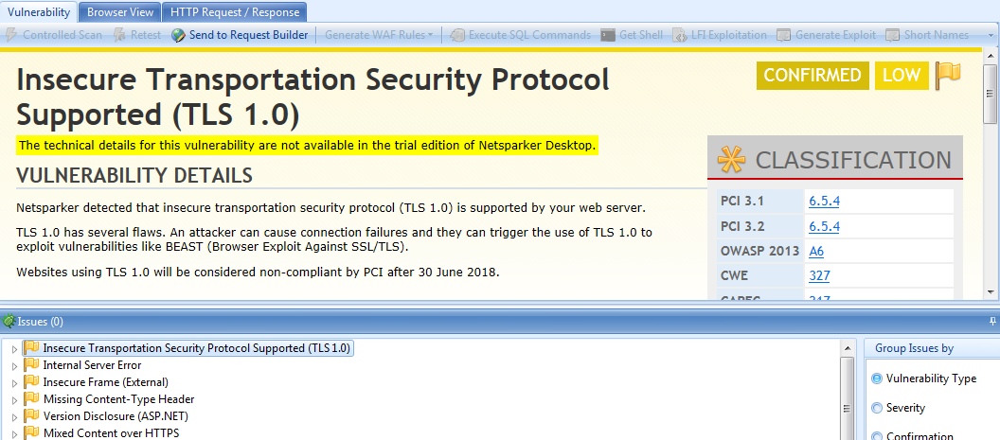 Vulnerability Browser View HTTP Request / Response
Controlled Scan Retest Send to Request Builder Generate WAF Rules Execute SQL Commands Get Shell LFI Exploitation Generate Exploit Short Names
Insecure Transportation Security Protocol
Supported (TLS 1.0)
CONFIRMED LOW
The technical details for this vulnerability are not available in the trial edition of Netsparker Desktop.
VULNERABILITY DETAILS
Netsparker detected that insecure transportation security protocol (TLS 1.0) is supported by your web server.
TLS 1.0 has several flaws. An attacker can cause connection failures and they can trigger the use of TLS 1.0 to
exploit vulnerabilities like BEAST (Browser Exploit Against SSL/TLS).
Websites using TLS 1.0 will be considered non-compliant by PCI after 30 June 2018.
CLASSIFICATION
PCI 3.1 6.5.4
PCI 3.2 6.5.4
OWASP 2013 A6
CWE 327
Issues (0)
Insecure Transportation Security Protocol Supported (TLS 1.0)
Internal Server Error
Insecure Frame (External)
Missing Content-Type Header
Version Disclosure (ASP.NET)
Mixed Content over HTTPS
Group Issues by
Vulnerability Type
Severity
Confirmation